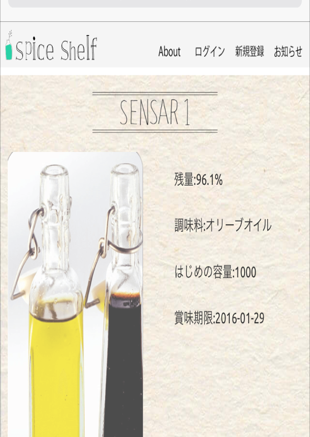 Spice Shelf
About ログイン 新規登録 お知らせ
SENSAR 1
残量:96.1%
調味料:オリーブオイル
はじめの容量:1000
賞味期限:2016-01-29